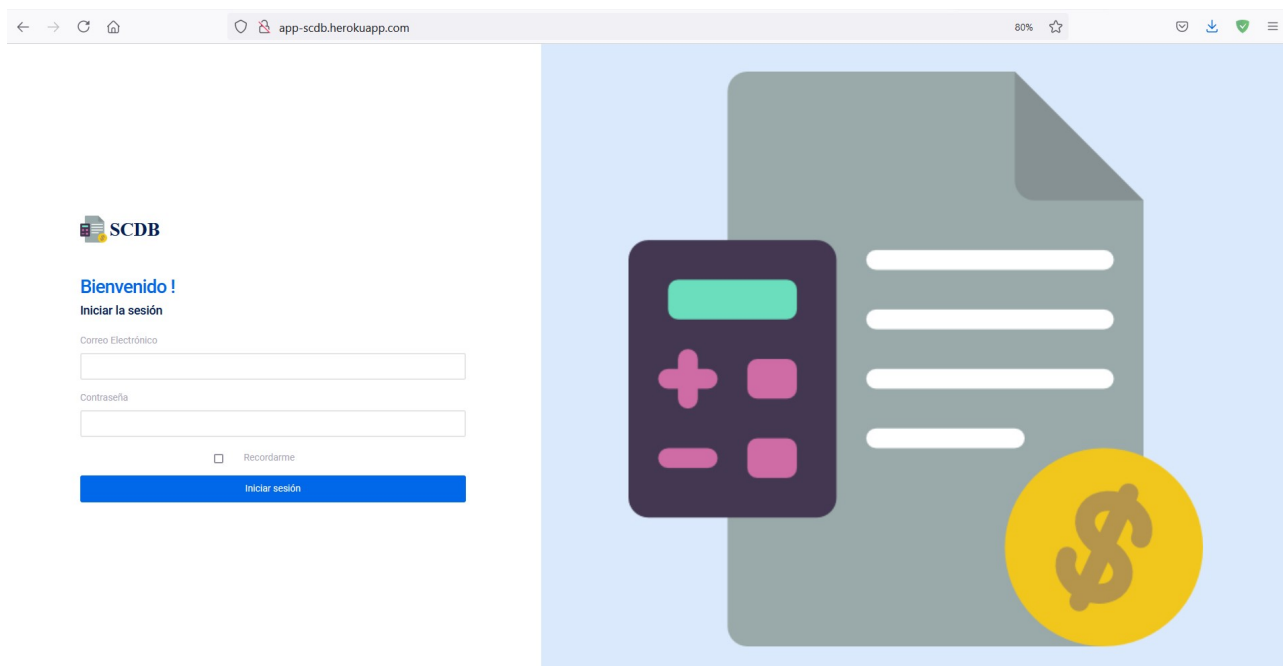 app-scdb.herokuapp.com
80%
SCDB
Bienvenido !
Iniciar la sesión
Correo Electrónico
Contraseña
Recordarme
Iniciar sesión
$